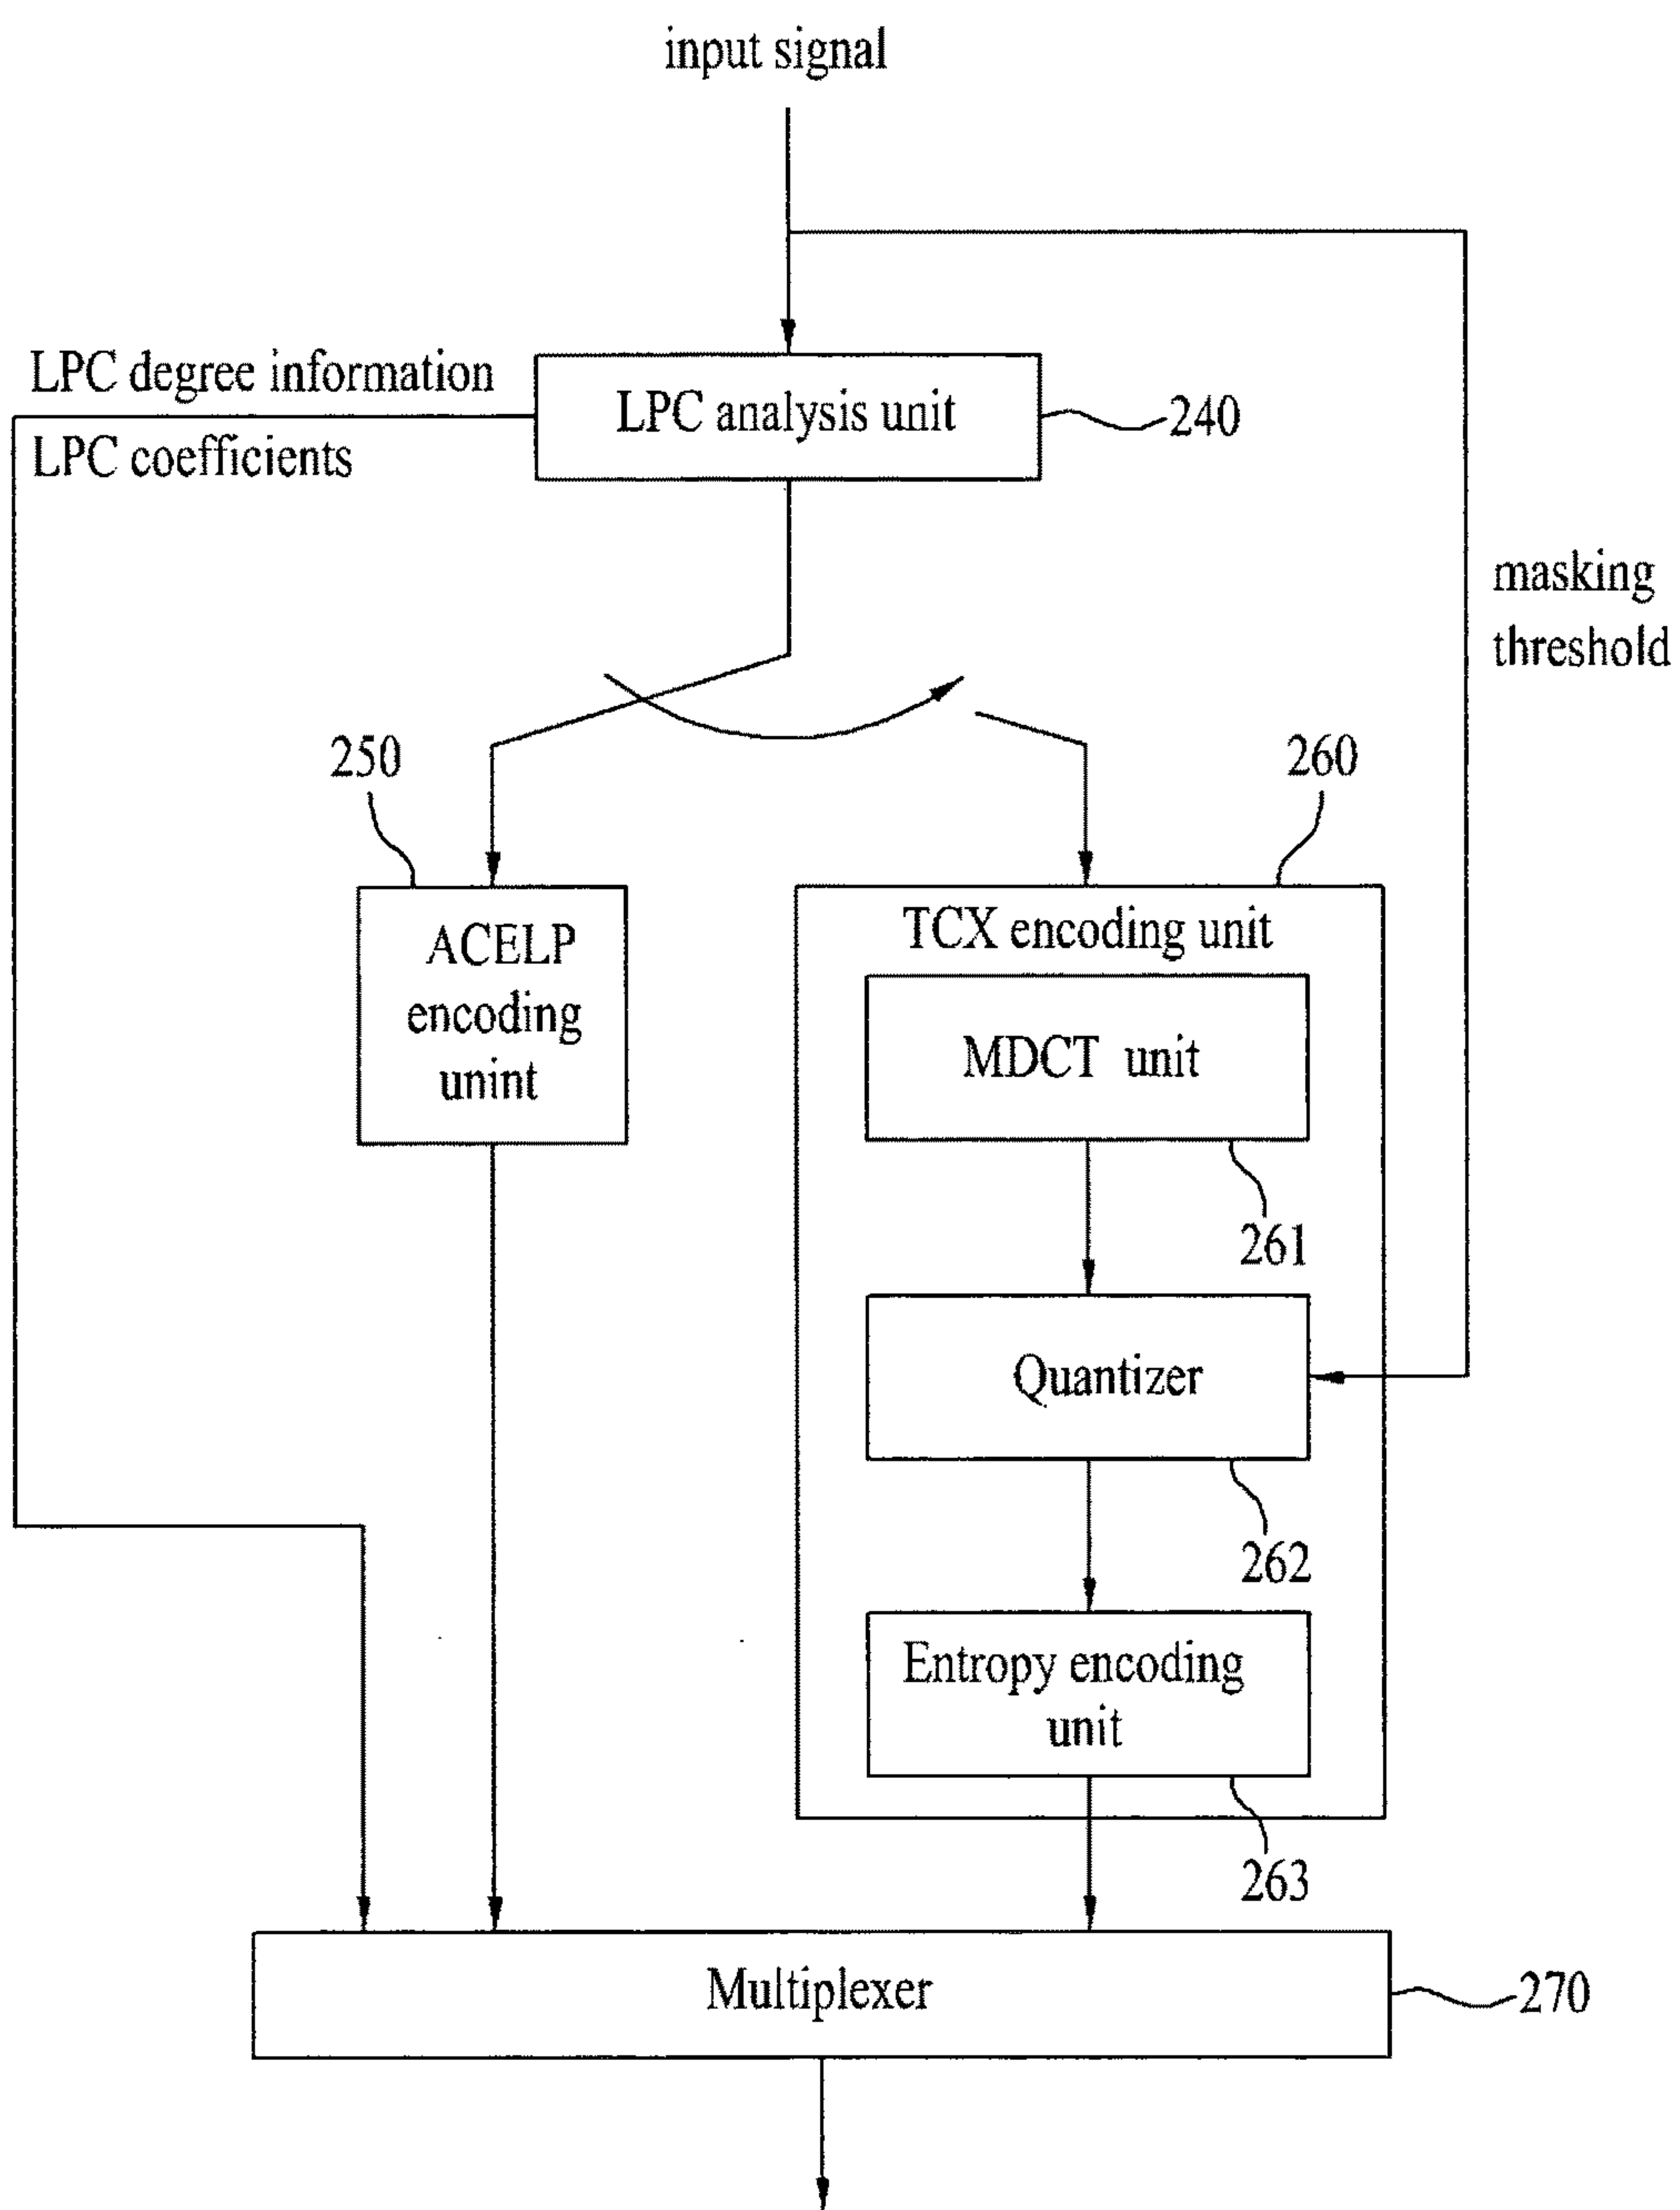 input signal
LPC degree information
LPC coefficients
LPC analysis unit
240
masking
threshold
250
260
ACELP
encoding
unint
TCX encoding unit
MDCT unit
261
Quantizer
262
Entropy encoding
unit
263
Multiplexer
270